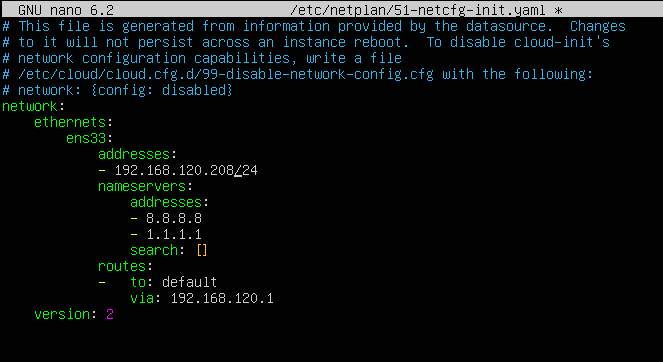 GNU nano 6.2 /etc/netplan/51-netcfg-init.yaml *
# This file is generated from information provided by the datasource.  Changes
# to it will not persist across an instance reboot.  To disable cloud-init's
# network configuration capabilities, write a file
# /etc/cloud/cloud.cfg.d/99-disable-network-config.cfg with the following:
# network: {config: disabled}
network:
    ethernets:
        ens33:
            addresses:
            - 192.168.120.208/24
            nameservers:
                addresses:
                - 8.8.8.8
                - 1.1.1.1
                search: []
            routes:
            -   to: default
                via: 192.168.120.1
    version: 2